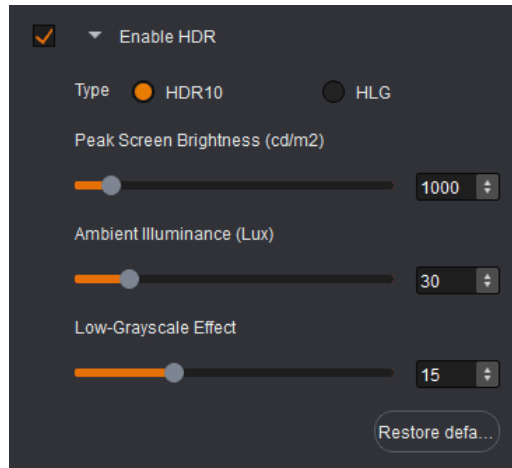 Enable HDR
Type HDR10 HLG
Peak Screen Brightness (cd/m2)
1000
Ambient Illuminance (Lux)
30
Low-Grayscale Effect
15
Restore defa...